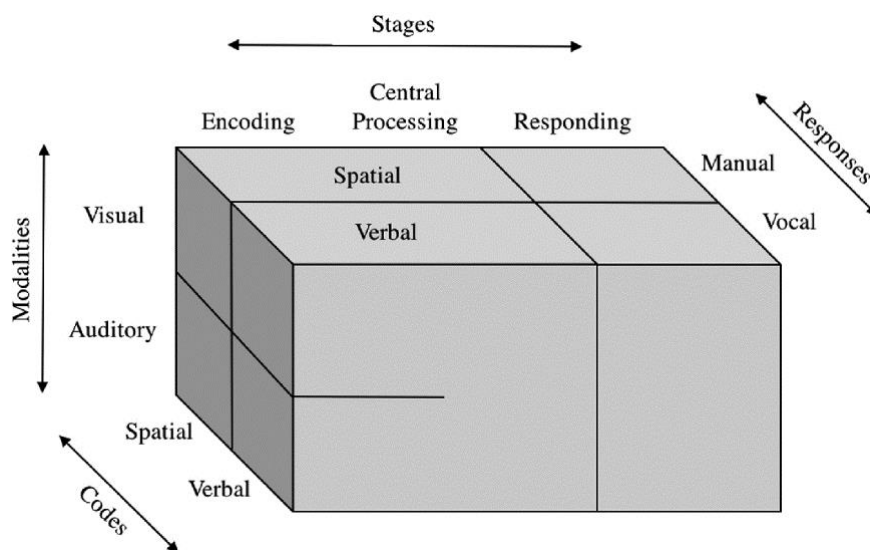 Stages
Central
Encoding Processing Responding
Responses
Spatial
Manual
Visual
Verbal
Vocal
Modalities
Auditory
Spatial
Verbal
Codes